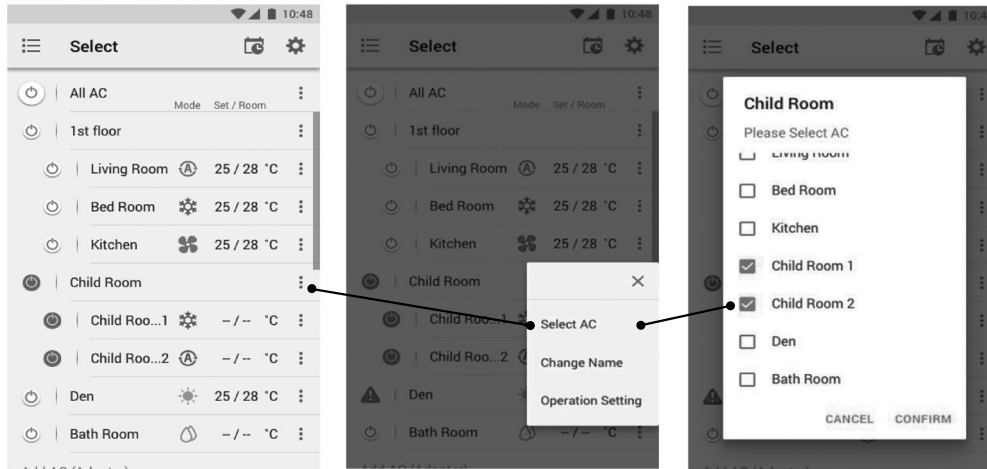 10:48
Select
All AC
Mode Set / Room
1st floor
Living Room 25 / 28 °C
Bed Room 25 / 28 °C
Kitchen 25 / 28 °C
Child Room
Child Roo...1 -- / -- °C
Child Roo...2 -- / -- °C
Den 25 / 28 °C
Bath Room -- / -- °C
10:48
Select
All AC
Mode Set / Room
1st floor
Living Room 25 / 28 °C
Bed Room 25 / 28 °C
Kitchen 25 / 28 °C
Child Room
Child Roo...1
Child Roo...2
Den
Bath Room -- / -- °C
Select AC
Change Name
Operation Setting
10:4
Select
Child Room
Please Select AC
Living Room
Bed Room
Kitchen
Child Room 1
Child Room 2
Den
Bath Room
CANCEL CONFIRM